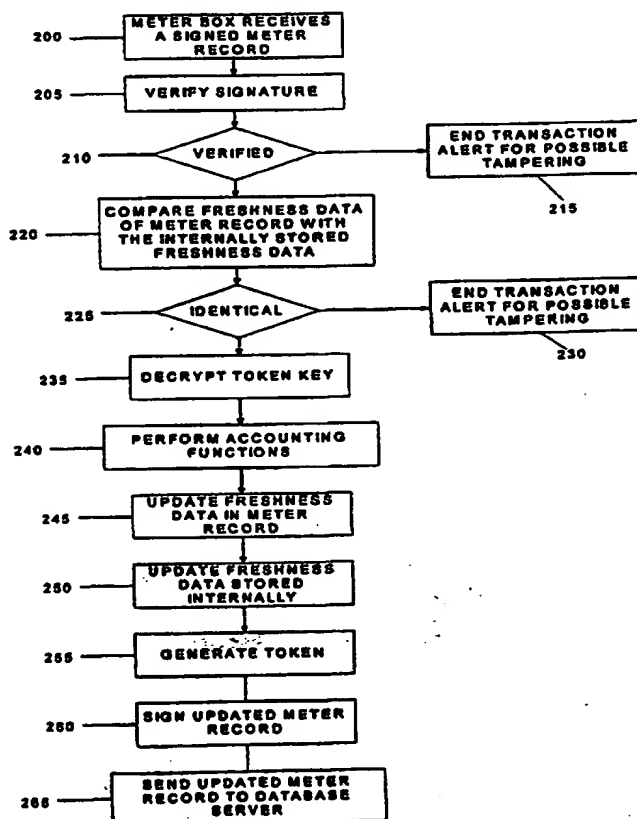 200
METER BOX RECEIVES
A SIGNED METER
RECORD
205
VERIFY SIGNATURE
210
VERIFIED
END TRANSACTION
ALERT FOR POSSIBLE
TAMPERING
215
220
COMPARE FRESHNESS DATA
OF METER RECORD WITH
THE INTERNALLY STORED
FRESHNESS DATA
225
IDENTICAL
END TRANSACTION
ALERT FOR POSSIBLE
TAMPERING
230
235
DECRYPT TOKEN KEY
240
PERFORM ACCOUNTING
FUNCTIONS
245
UPDATE FRESHNESS
DATA IN METER
RECORD
250
UPDATE FRESHNESS
DATA STORED
INTERNALLY
255
GENERATE TOKEN
260
SIGN UPDATED METER
RECORD
265
SEND UPDATED METER
RECORD TO DATABASE
SERVER